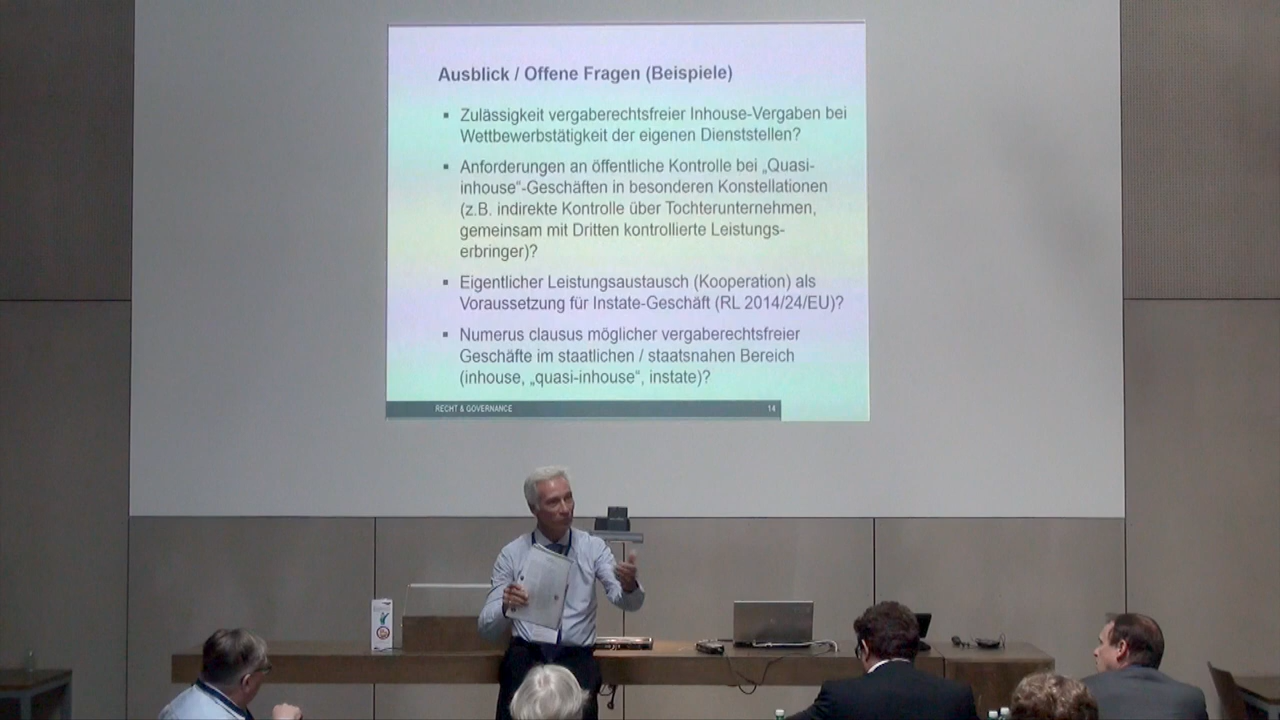 Ausblick / Offene Fragen (Beispiele)
▪ Zulässigkeit vergaberechtsfreier Inhouse-Vergaben bei
Wettbewerbstätigkeit der eigenen Dienststellen?
▪ Anforderungen an öffentliche Kontrolle bei „Quasi-
inhouse“-Geschäften in besonderen Konstellationen
(z.B. indirekte Kontrolle über Tochterunternehmen,
gemeinsam mit Dritten kontrollierte Leistungs-
erbringer)?
▪ Eigentlicher Leistungsaustausch (Kooperation) als
Voraussetzung für Instate-Geschäft (RL 2014/24/EU)?
▪ Numerus clausus möglicher vergaberechtsfreier
Geschäfte im staatlichen / staatsnahen Bereich
(inhouse, „quasi-inhouse“, instate)?
RECHT & GOVERNANCE 14